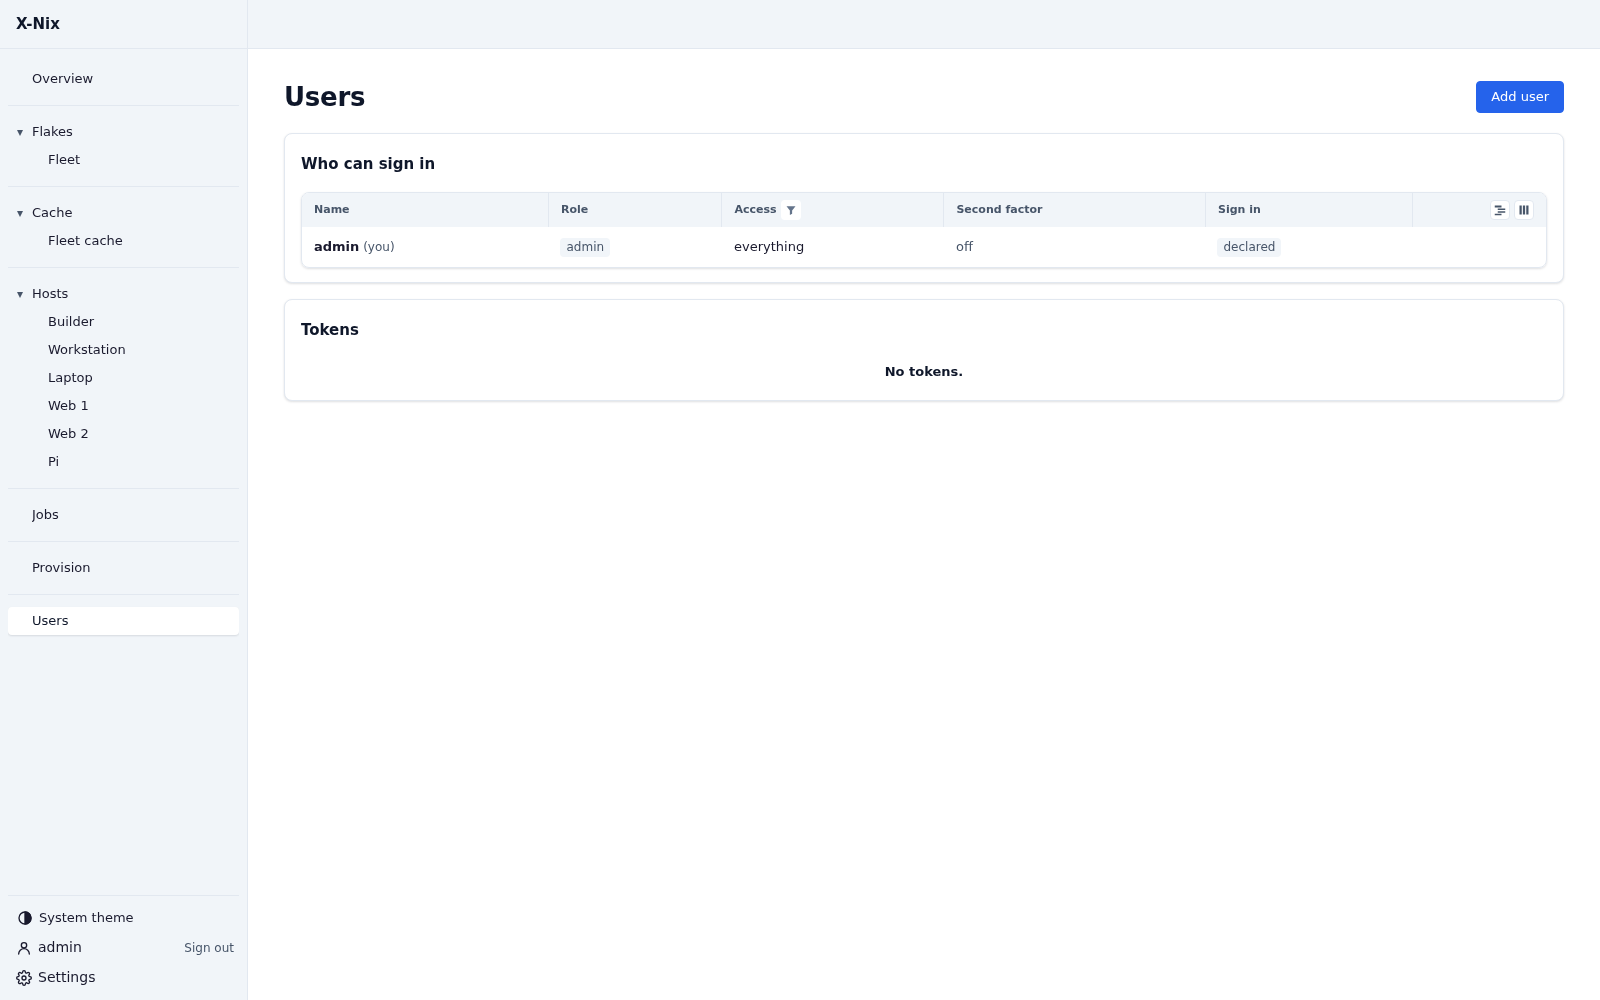 X-Nix
Overview
Flakes
Fleet
Cache
Fleet cache
Hosts
Builder
Workstation
Laptop
Web 1
Web 2
Pi
Jobs
Provision
Users
System theme
admin Sign out
Settings
Users Add user
Who can sign in
Name Role Access Second factor Sign in
admin (you) admin everything off declared
Tokens
No tokens.